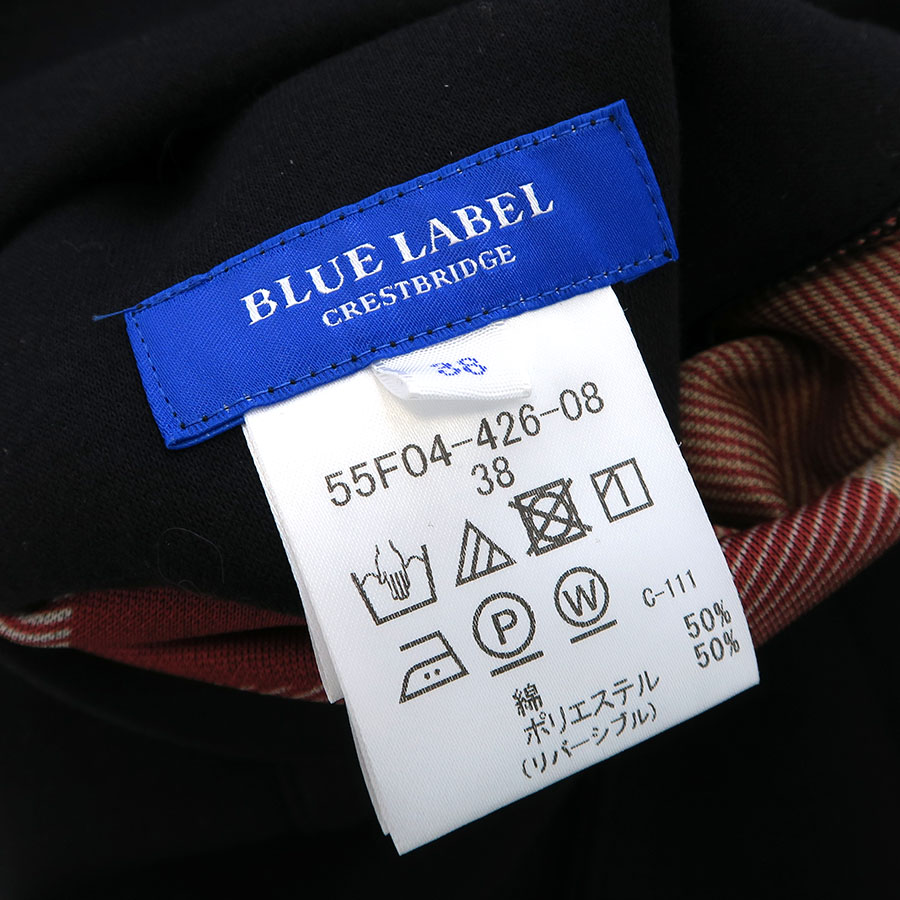 BLUE LABEL
CRESTBRIDGE
38
55F04-426-08
38
P
W
C-111
綿 50%
ポリエステル 50%
(リバーシブル)